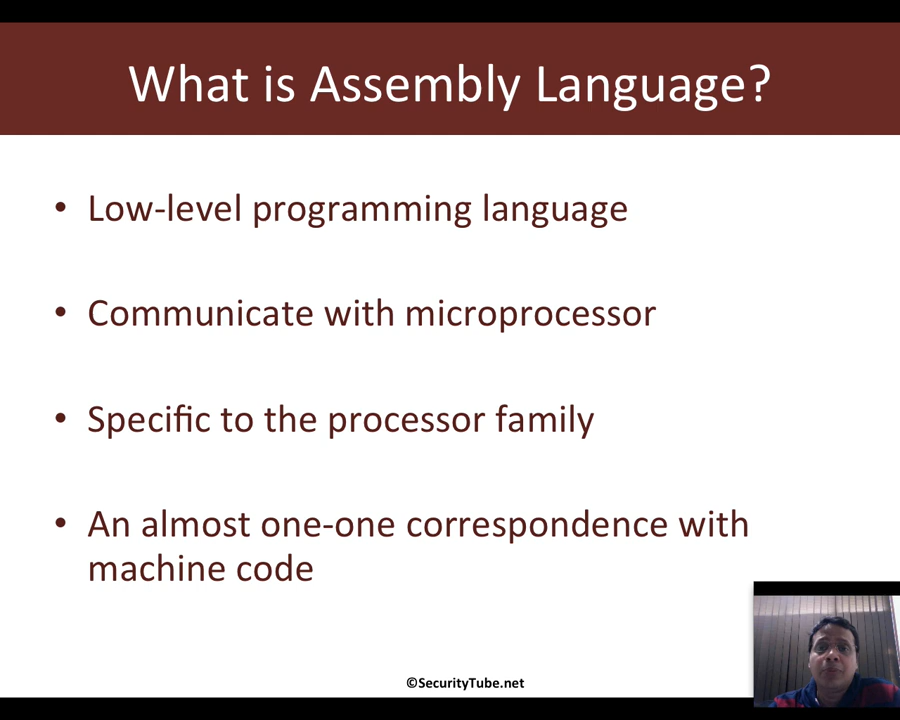 What is Assembly Language?
• Low-level programming language
• Communicate with microprocessor
• Specific to the processor family
• An almost one-one correspondence with
machine code
©SecurityTube.net